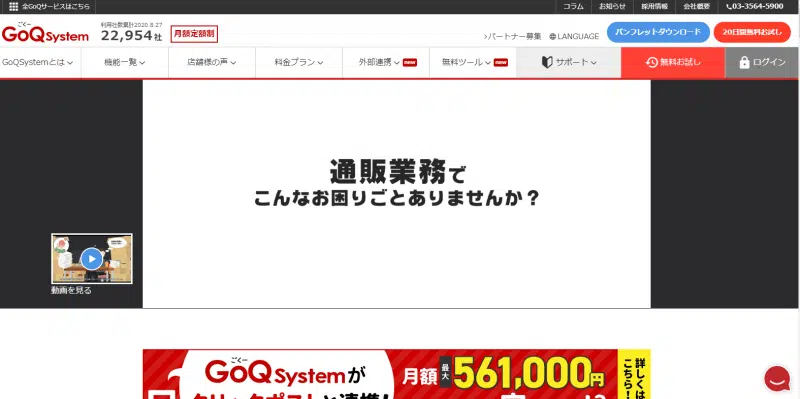 全GoQサービスはこちら
コラム
お知らせ
採用情報
会社概要
03-3564-5900
ごくー
GoQSystem
利用社数累計2020.8.27
22,954社
月額定額制
パートナー募集
LANGUAGE
パンフレットダウンロード
20日間無料お試し
GoQSystemとは
機能一覧
店舗様の声
料金プラン
外部連携
new
無料ツール
new
サポート
無料お試し
ログイン
通販業務で
こんなお困りごとありませんか？
動画を見る
ごくー
GoQSystemが
月額
最大
561,000円
詳しくは
こちら！